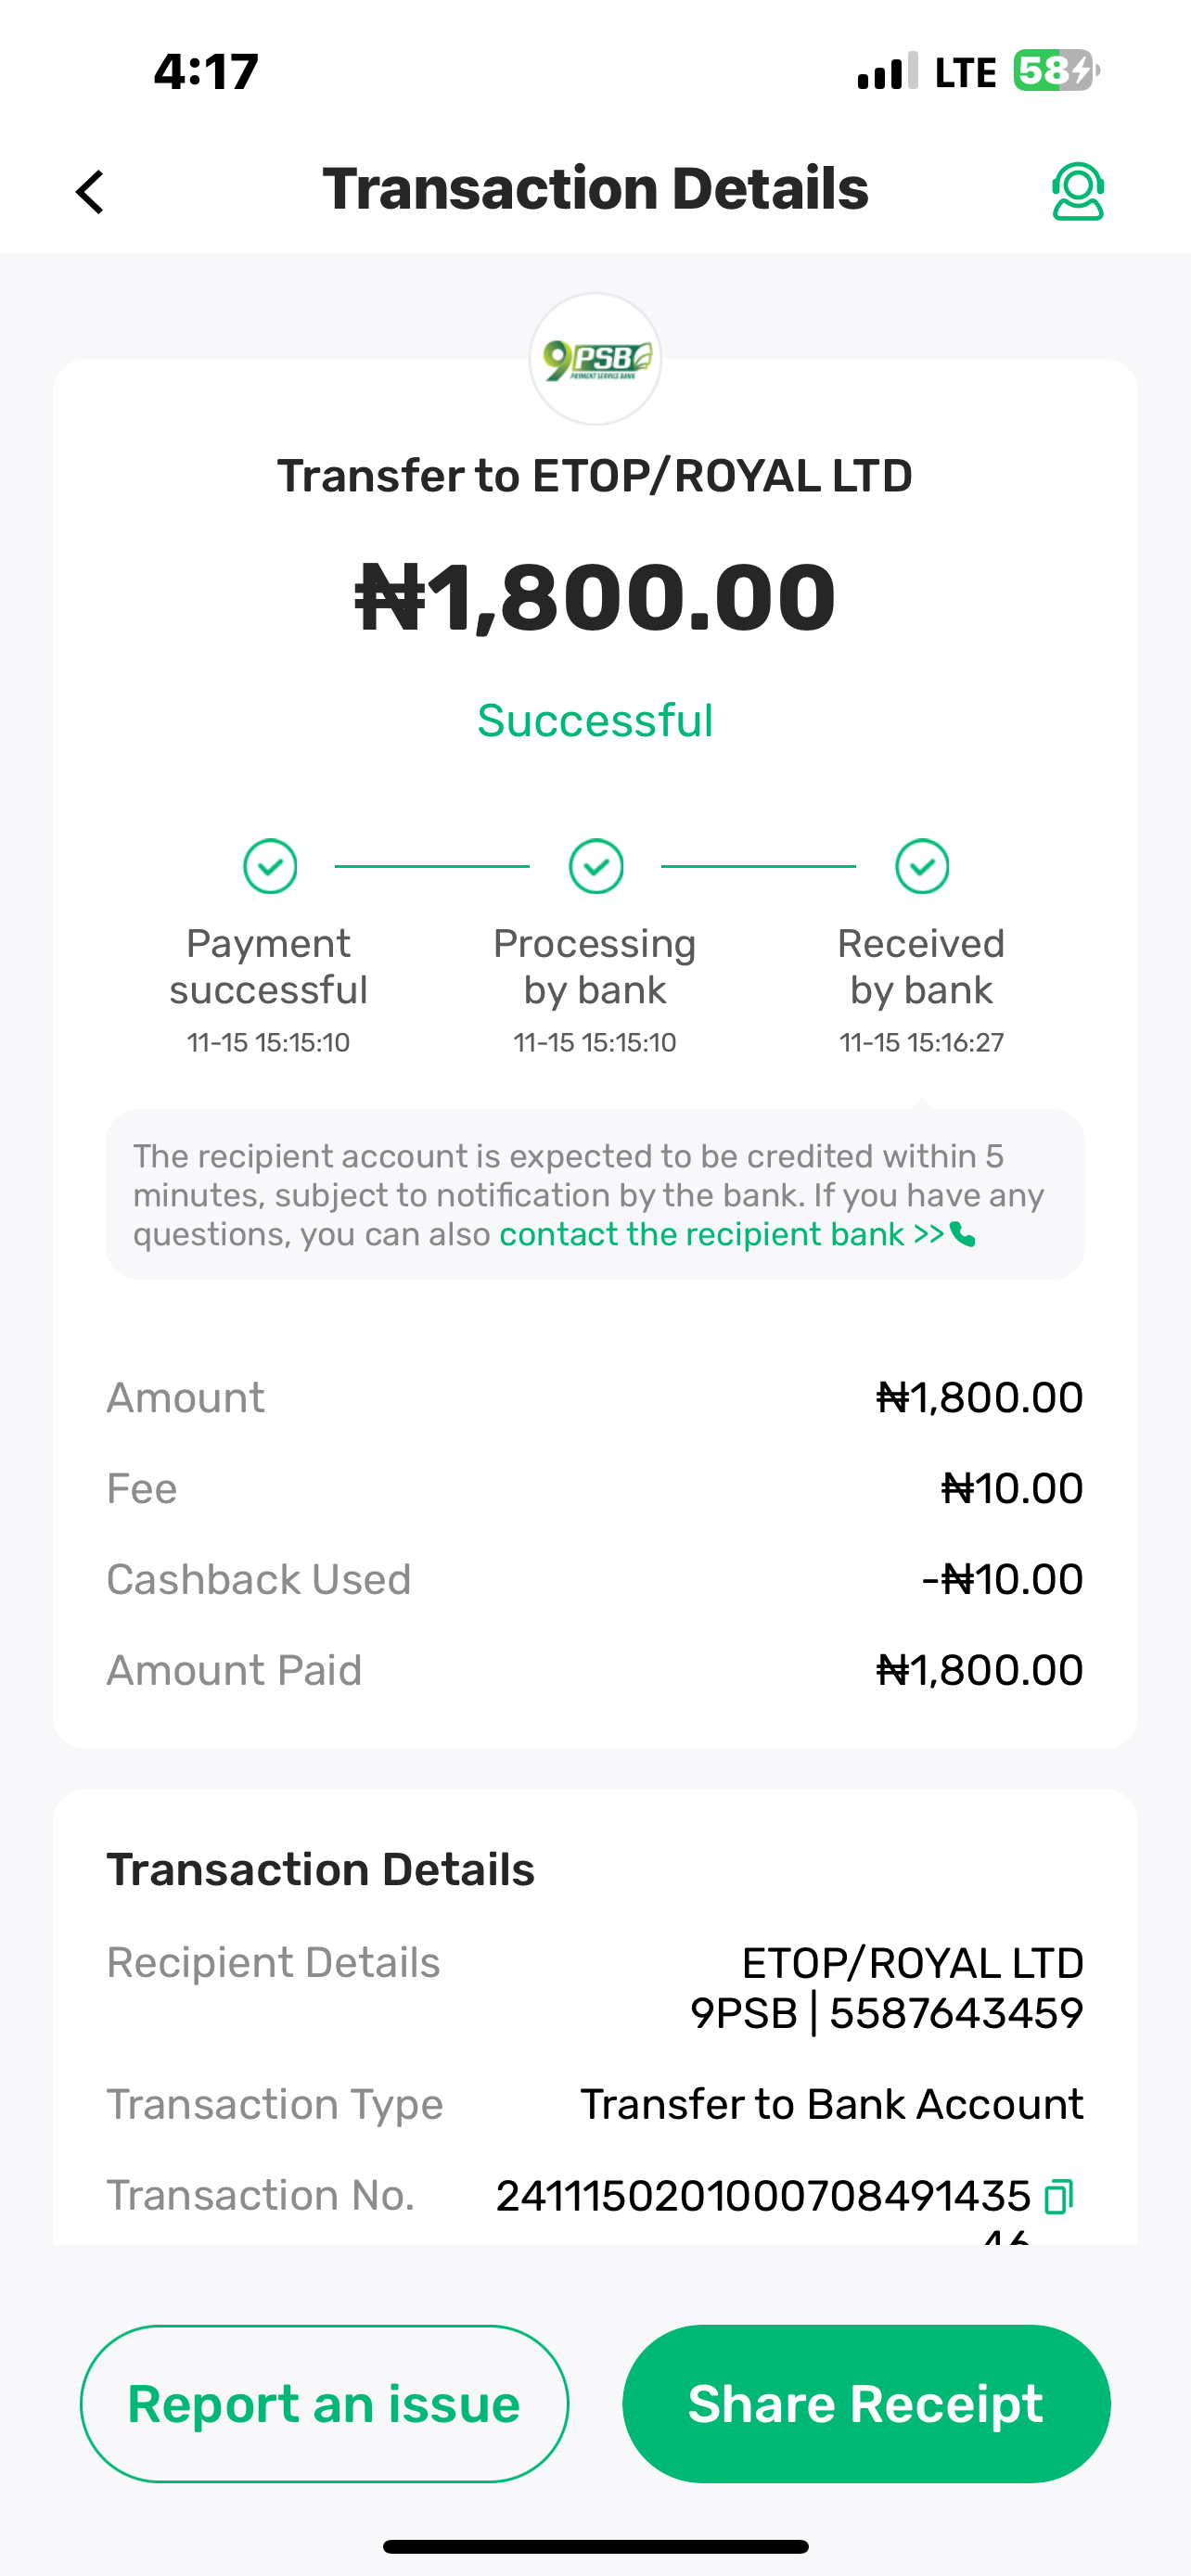 4:17
LTE 58
Transaction Details
9PSB
PAYMENT SERVICE BANK
Transfer to ETOP/ROYAL LTD
₦1,800.00
Successful
Payment successful
11-15 15:15:10
Processing by bank
11-15 15:15:10
Received by bank
11-15 15:16:27
The recipient account is expected to be credited within 5
minutes, subject to notification by the bank. If you have any
questions, you can also contact the recipient bank >>
Amount ₦1,800.00
Fee ₦10.00
Cashback Used -₦10.00
Amount Paid ₦1,800.00
Transaction Details
Recipient Details ETOP/ROYAL LTD
9PSB | 5587643459
Transaction Type Transfer to Bank Account
Transaction No. 2411150201000708491435
46
Report an issue
Share Receipt